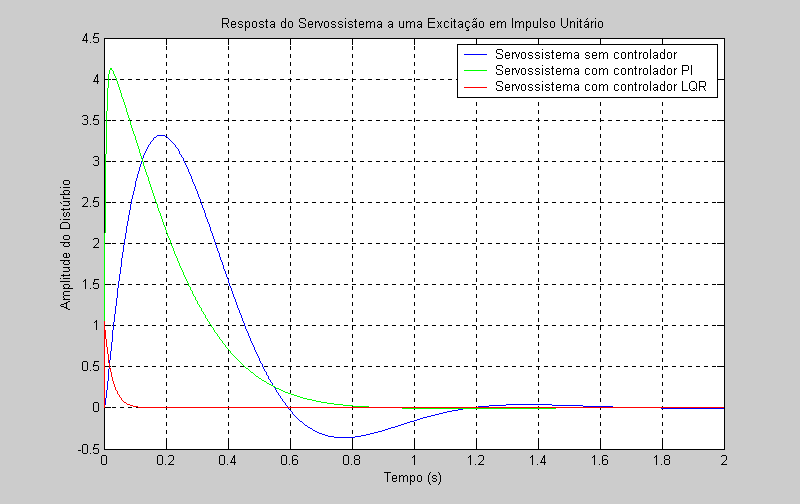 Resposta do Servossistema a uma Excitação em Impulso Unitário
Servossistema sem controlador
Servossistema com controlador PI
Servossistema com controlador LQR
Amplitude do Distúrbio
4.5
4
3.5
3
2.5
2
1.5
1
0.5
0
-0.5
0 0.2 0.4 0.6 0.8 1 1.2 1.4 1.6 1.8 2
Tempo (s)